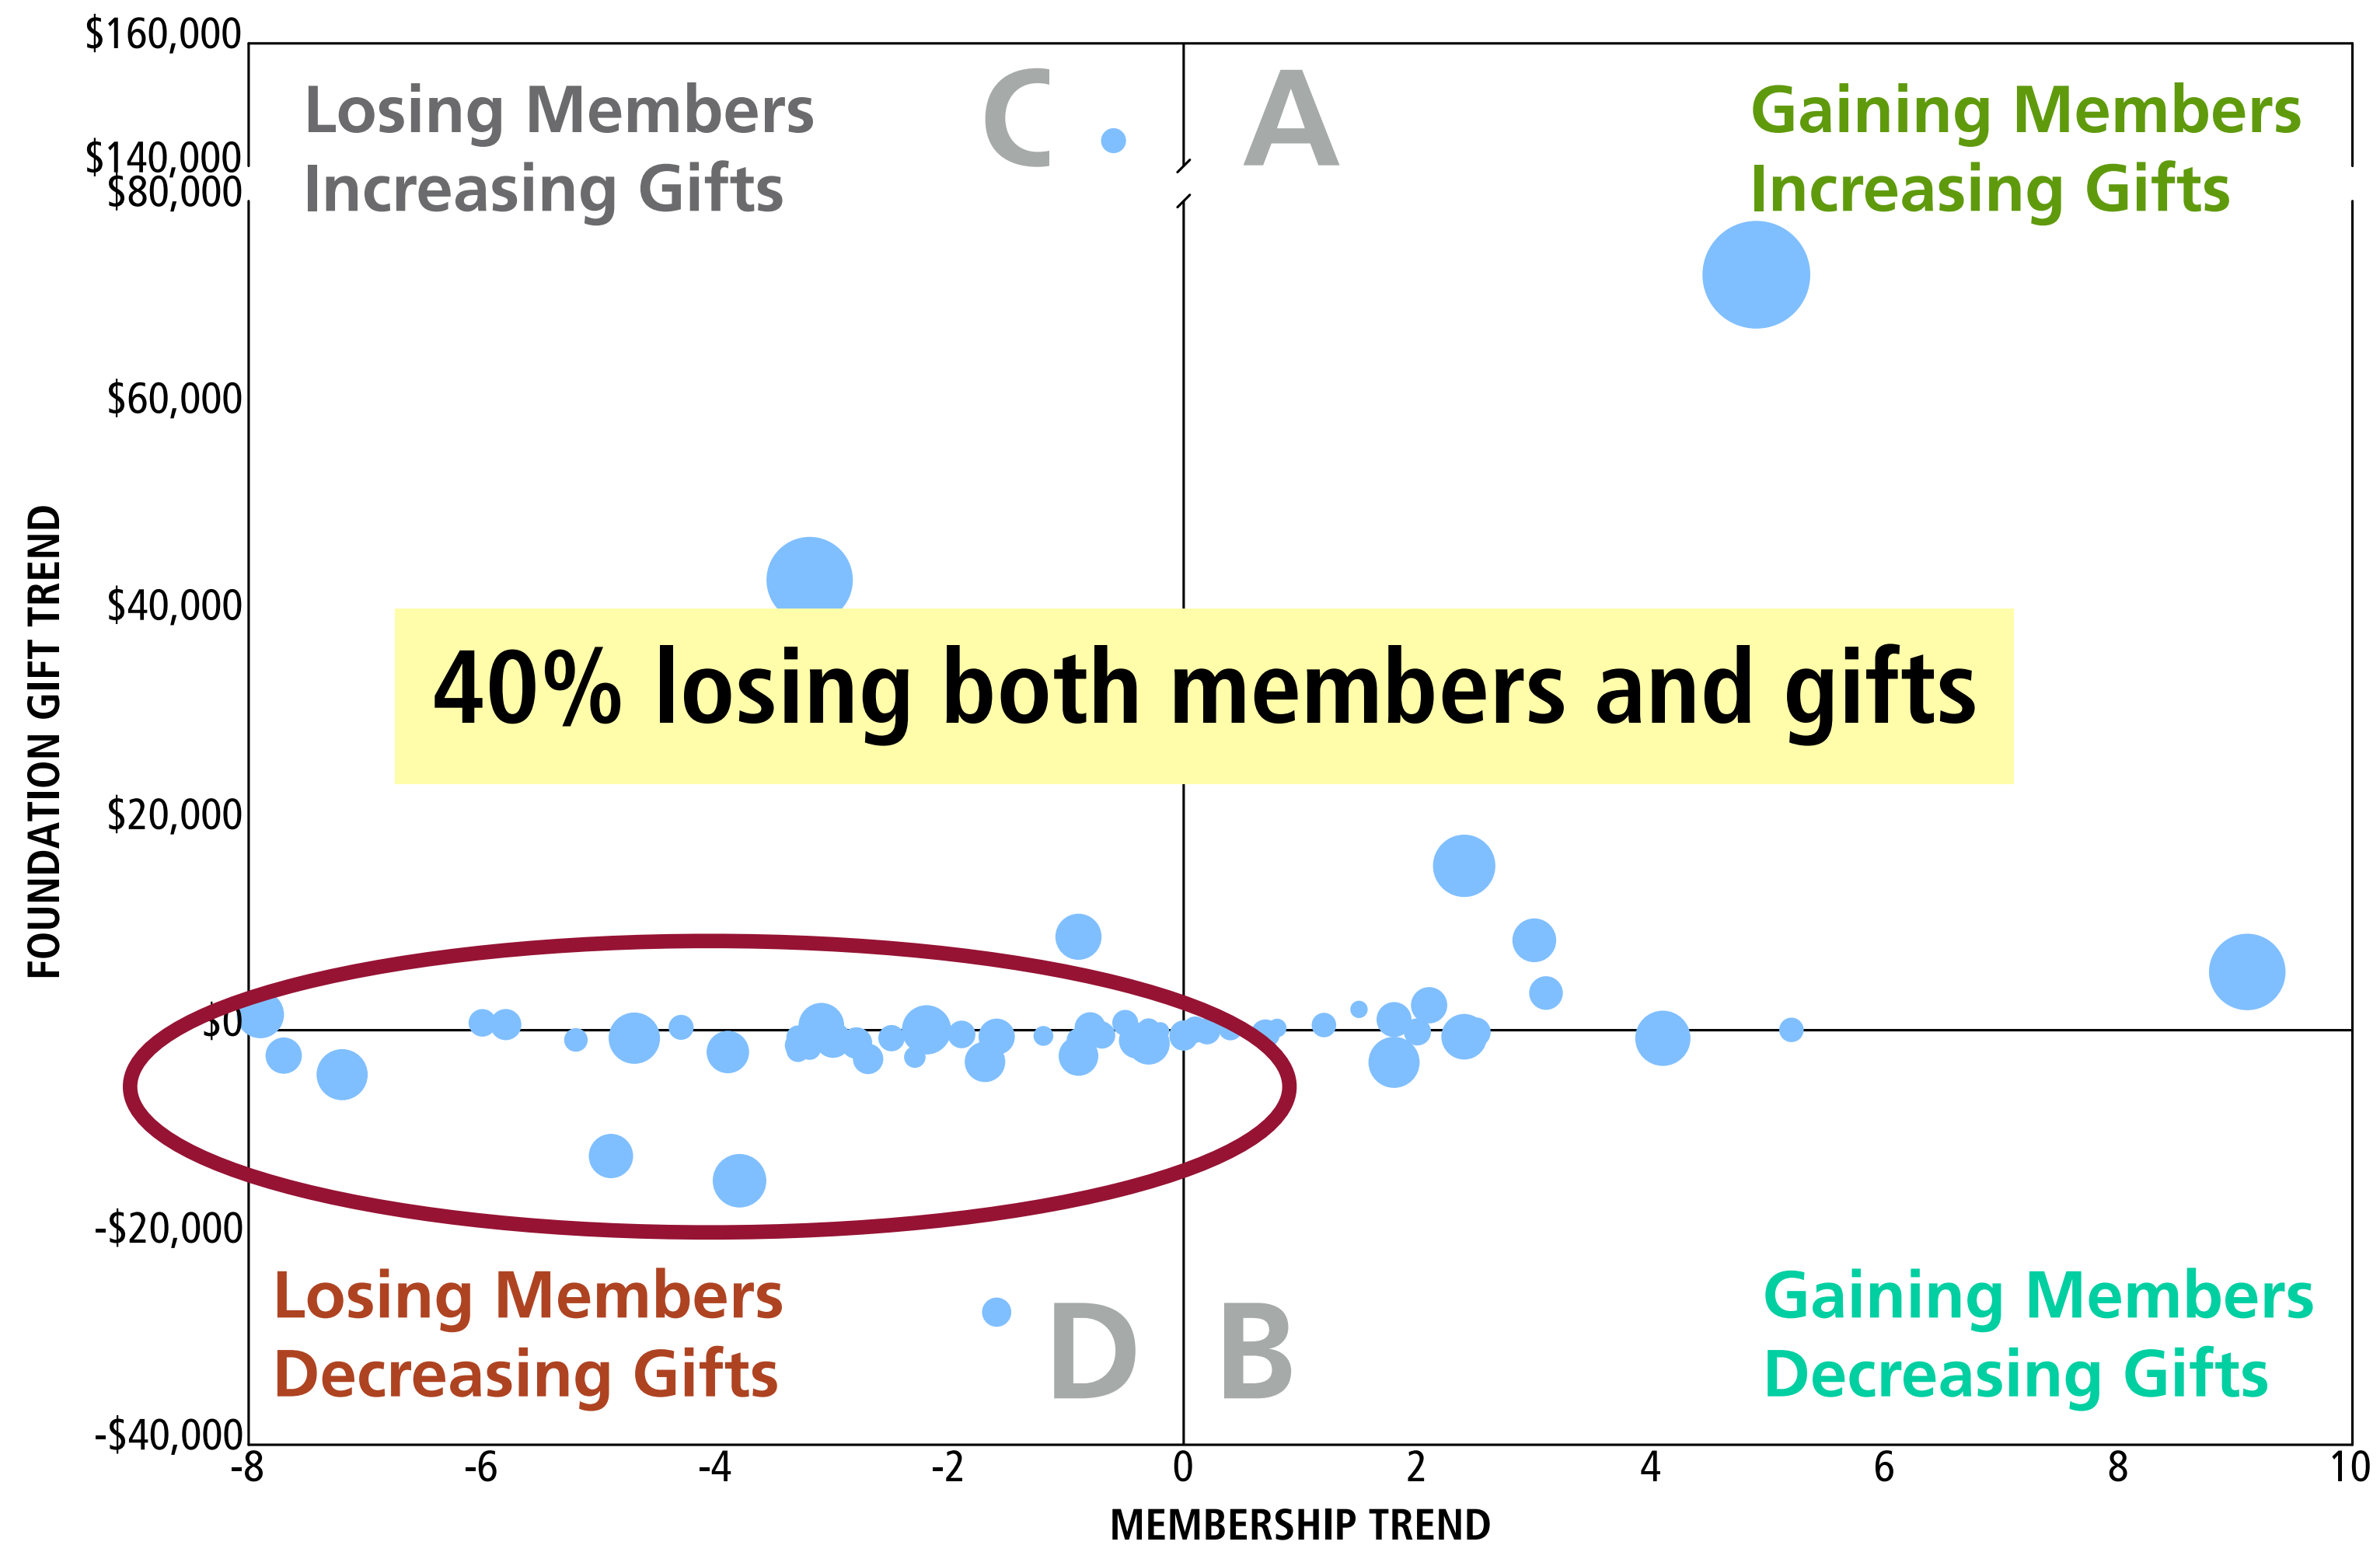 $160,000
$140,000
$80,000
$60,000
$40,000
$20,000
$0
-$20,000
-$40,000
FOUNDATION GIFT TREND
Losing Members
Increasing Gifts
C
A
Gaining Members
Increasing Gifts
40% losing both members and gifts
Losing Members
Decreasing Gifts
D
B
Gaining Members
Decreasing Gifts
-8 -6 -4 -2 0 2 4 6 8 10
MEMBERSHIP TREND